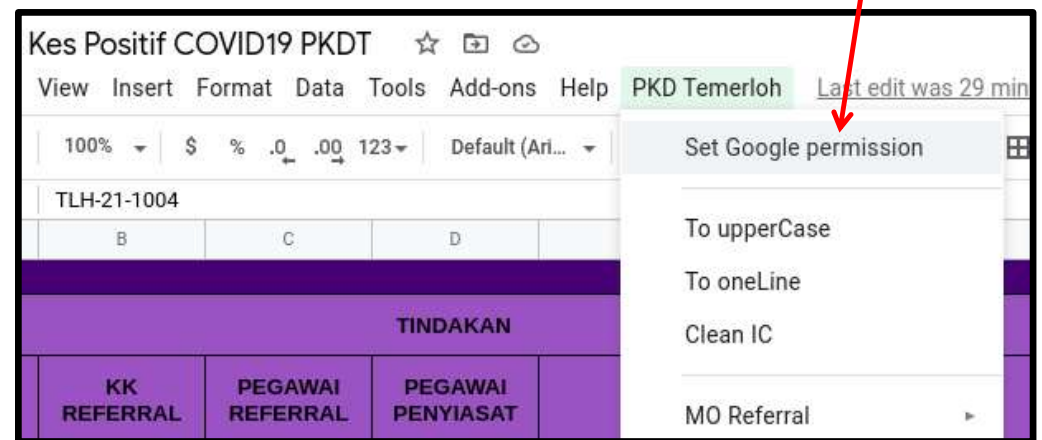 Kes Positif COVID19 PKDT
View Insert Format Data Tools Add-ons Help PKD Temerloh Last edit was 29 min
100% $ % .0 .00 123 Default (Ari... 
Set Google permission
TLH-21-1004
B C D
To upperCase
To oneLine
TINDAKAN
Clean IC
KK REFERRAL
PEGAWAI REFERRAL
PEGAWAI PENYIASAT
MO Referral